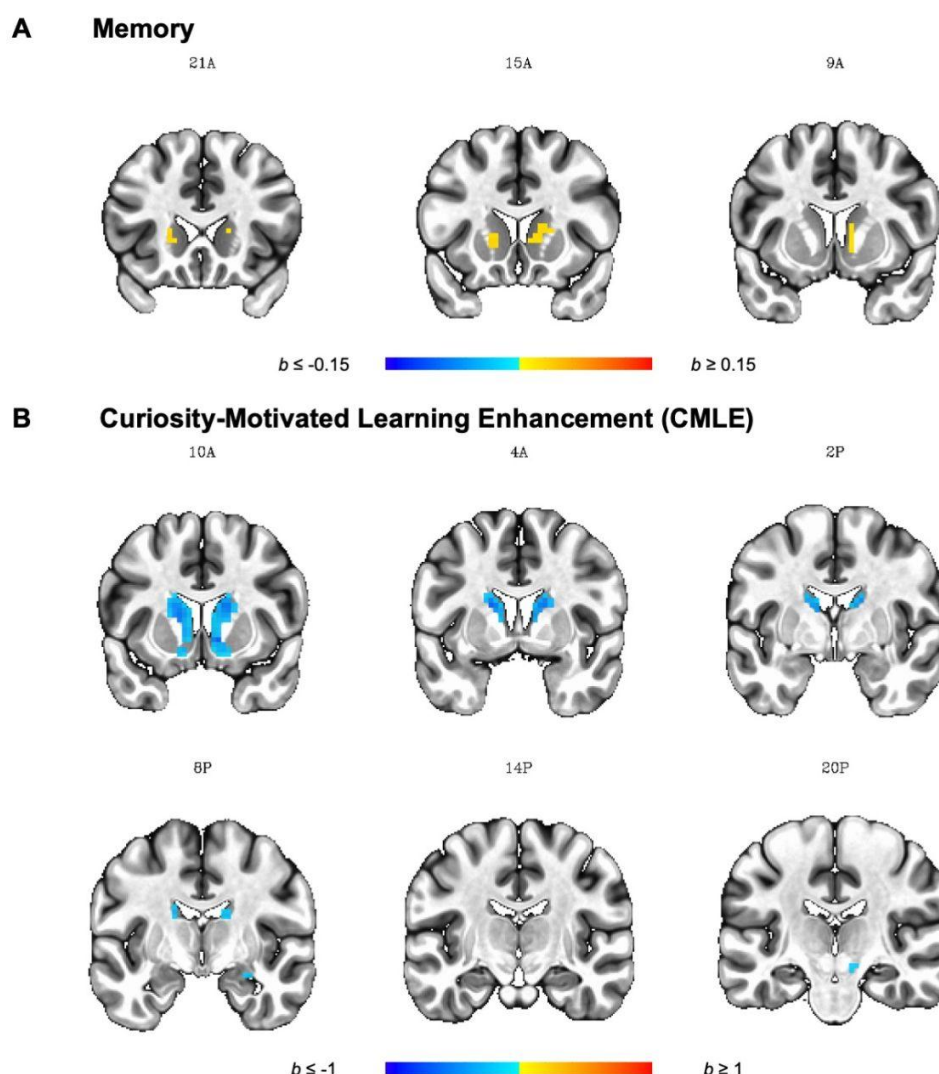 A Memory
21A 15A 9A
b ≤ -0.15 b ≥ 0.15
B Curiosity-Motivated Learning Enhancement (CMLE)
10A 4A 2P
8P 14P 20P
b ≤ -1 b ≥ 1